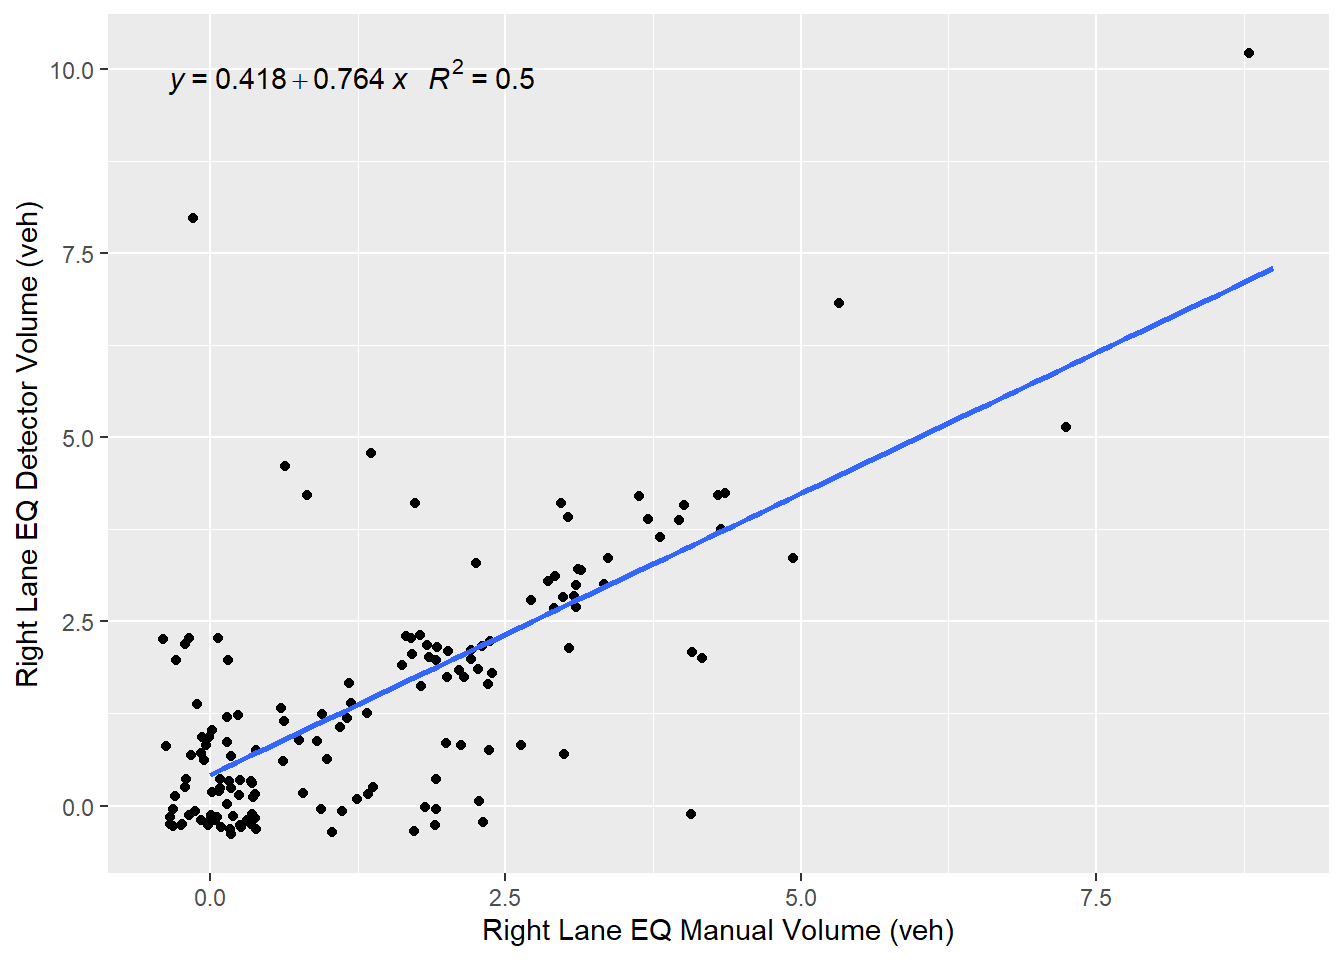 y = 0.418 + 0.764 x R² = 0.5
10.0
7.5
5.0
2.5
0.0
Right Lane EQ Detector Volume (veh)
0.0 2.5 5.0 7.5
Right Lane EQ Manual Volume (veh)